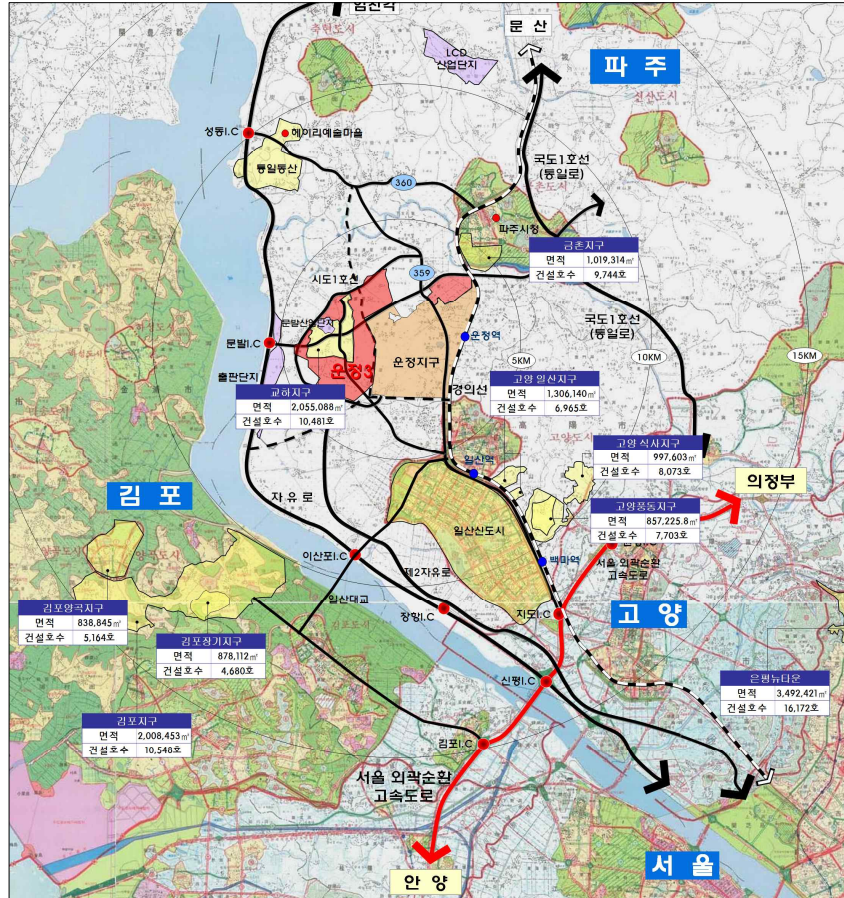 임진각
문 산
LCD
산업단지
파 주
성동I.C
헤이리예술마을
통일동산
360
국도1호선
(통일로)
파주시청
금촌지구
면적 1,019,314㎡
건설호수 9,744호
359
시도1호선
국도1호선
(통일로)
문발산업단지
문발I.C
출판단지
운정3
운정지구
운정역
5KM
10KM
15KM
경의선
교하지구
면적 2,055,088㎡
건설호수 10,481호
고양 일산지구
면적 1,306,140㎡
건설호수 6,965호
고양 식사지구
면적 997,603㎡
건설호수 8,073호
일산역
의정부
김 포
자 유 로
고양풍동지구
면적 857,225.8㎡
건설호수 7,703호
일산신도시
이산포I.C
백마역
서울 외곽순환
고속도로
제2자유로
일산대교
장항I.C
지도I.C
고 양
김포양곡지구
면적 838,845㎡
건설호수 5,164호
김포장기지구
면적 878,112㎡
건설호수 4,680호
신평I.C
은평뉴타운
면적 3,492,421㎡
건설호수 16,172호
김포지구
면적 2,008,453㎡
건설호수 10,548호
김포I.C
서울 외곽순환
고속도로
안 양
서 울